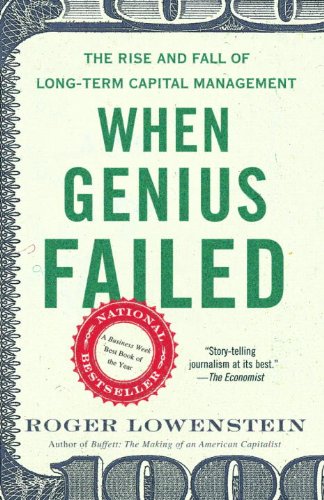 100
THE RISE AND FALL OF
LONG-TERM CAPITAL MANAGEMENT
WHEN
GENIUS
FAILED
NATIONAL
BESTSELLER
A Business Week
Best Book of
the Year
"Story-telling
journalism at its best."
—The Economist
ROGER LOWENSTEIN
Author of Buffett: The Making of an American Capitalist
1000